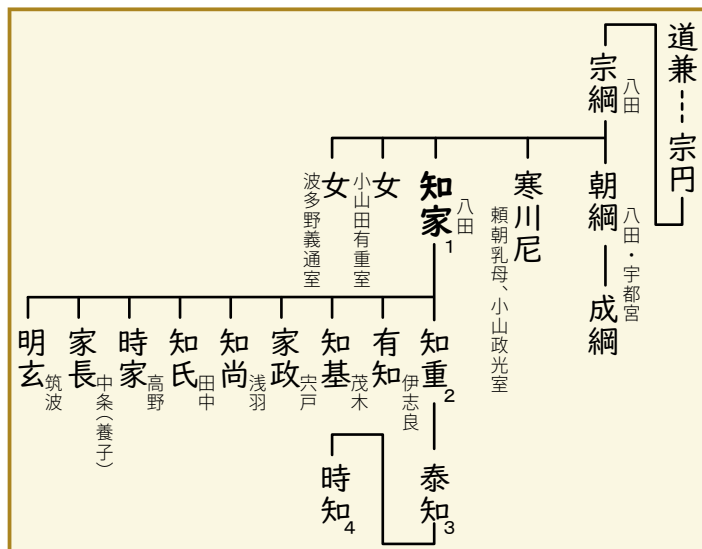 道兼
宗円
宗綱
八田
朝綱
八田・宇都宮
成綱
寒川尼
頼朝乳母、小山政光室
知家
八田
1
女
小山田有重室
女
波多野義通室
知重
2
有知
伊志良
知基
茂木
家政
宍戸
知尚
浅羽
知氏
田中
時家
高野
家長
中条(養子)
明玄
筑波
泰知
3
時知
4